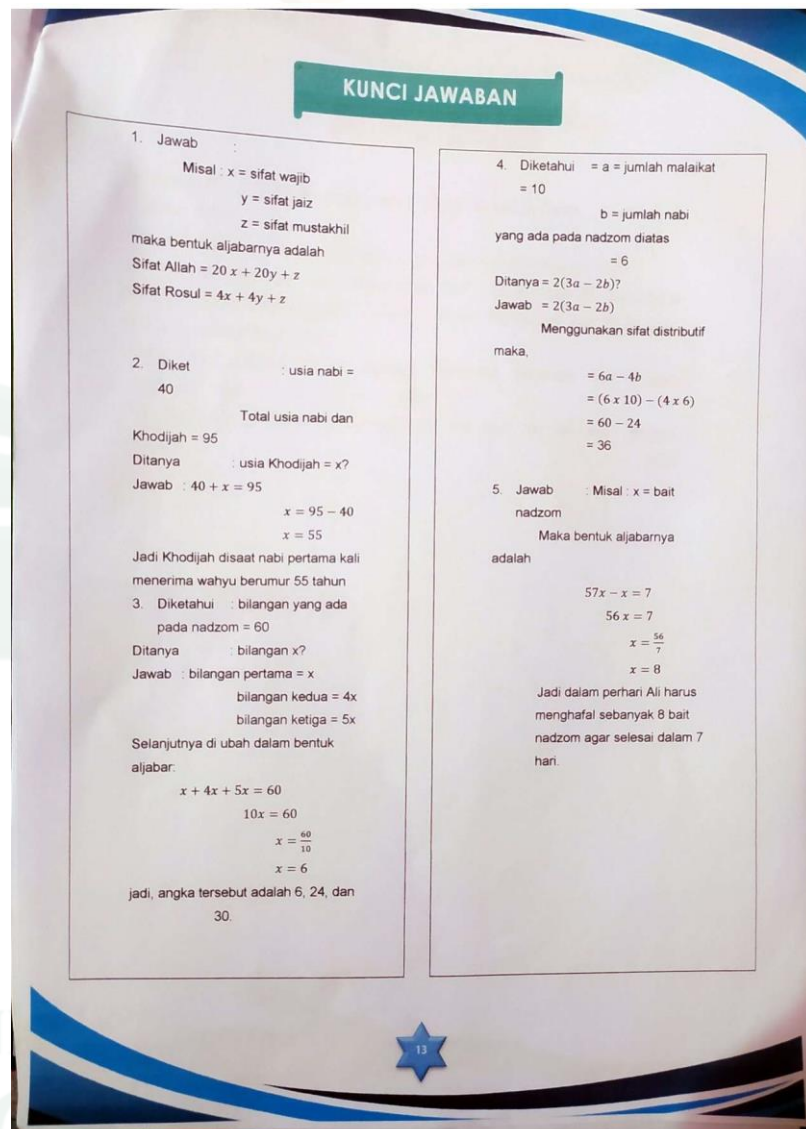 KUNCI JAWABAN
1. Jawab :
Misal : x = sifat wajib
y = sifat jaiz
z = sifat mustakhil
maka bentuk aljabarnya adalah
Sifat Allah = 20 x + 20y + z
Sifat Rosul = 4x + 4y + z
2. Diket : usia nabi =
40
Total usia nabi dan
Khodijah = 95
Ditanya : usia Khodijah = x?
Jawab : 40 + x = 95
x = 95 − 40
x = 55
Jadi Khodijah disaat nabi pertama kali
menerima wahyu berumur 55 tahun
3. Diketahui : bilangan yang ada
pada nadzom = 60
Ditanya : bilangan x?
Jawab : bilangan pertama = x
bilangan kedua = 4x
bilangan ketiga = 5x
Selanjutnya di ubah dalam bentuk
aljabar:
x + 4x + 5x = 60
10x = 60
x = 60/10
x = 6
jadi, angka tersebut adalah 6, 24, dan
30.
4. Diketahui = a = jumlah malaikat
= 10
b = jumlah nabi
yang ada pada nadzom diatas
= 6
Ditanya = 2(3a − 2b)?
Jawab = 2(3a − 2b)
Menggunakan sifat distributif
maka,
= 6a − 4b
= (6 x 10) − (4 x 6)
= 60 − 24
= 36
5. Jawab : Misal : x = bait
nadzom
Maka bentuk aljabarnya
adalah
57x − x = 7
56 x = 7
x = 56/7
x = 8
Jadi dalam perhari Ali harus
menghafal sebanyak 8 bait
nadzom agar selesai dalam 7
hari.
13